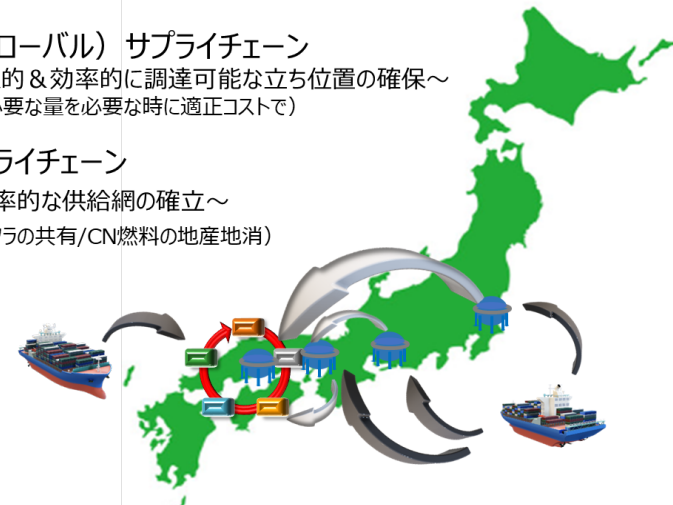 ローバル）サプライチェーン
的＆効率的に調達可能な立ち位置の確保～
要な量を必要な時に適正コストで）
ライチェーン
率的な供給網の確立～
ラの共有/CN燃料の地産地消）